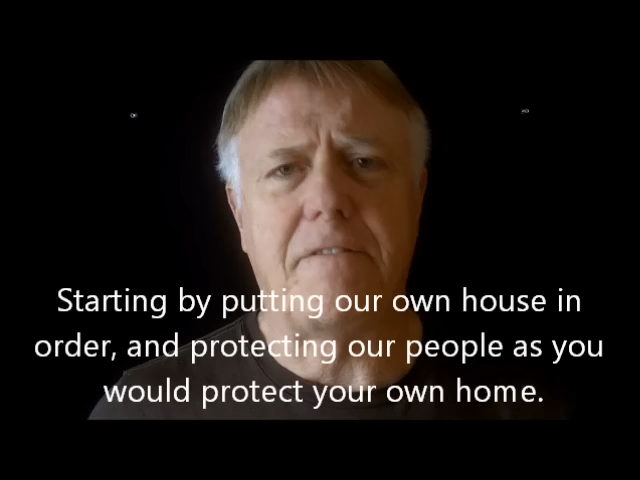 Starting by putting our own house in
order, and protecting our people as you
would protect your own home.